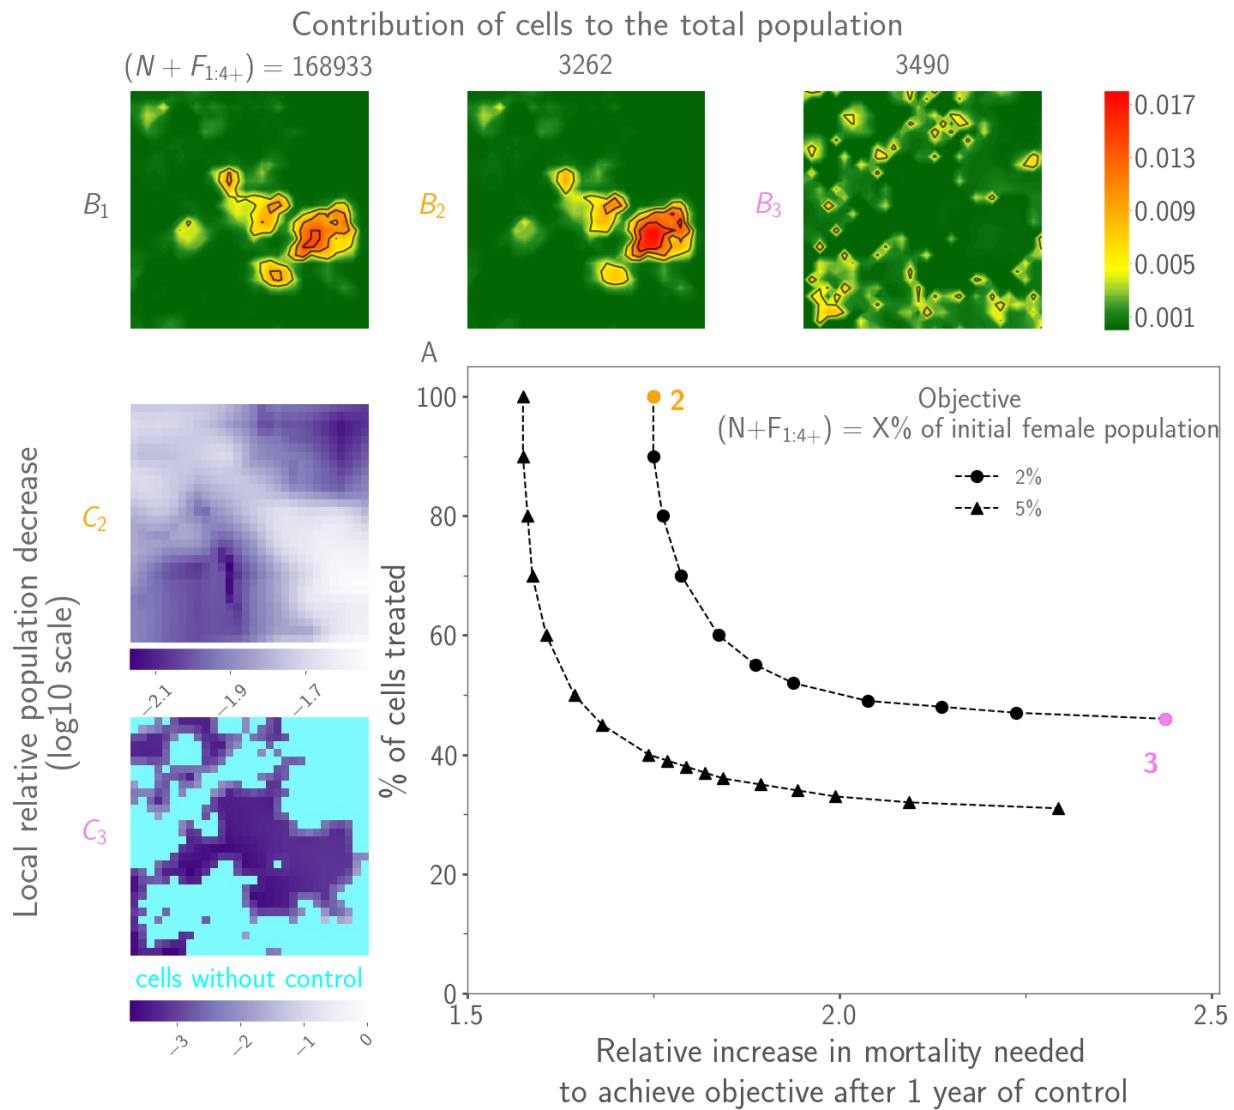 Contribution of cells to the total population
(N + F1:4+) = 168933
3262
3490
B1
B2
B3
0.017
0.013
0.009
0.005
0.001
A
Local relative population decrease
(log10 scale)
C2
−2.1
−1.9
−1.7
C3
cells without control
−3
−2
−1
0
% of cells treated
100
80
60
40
20
0
2
3
Objective
(N+F1:4+) = X% of initial female population
2%
5%
1.5
2.0
2.5
Relative increase in mortality needed
to achieve objective after 1 year of control